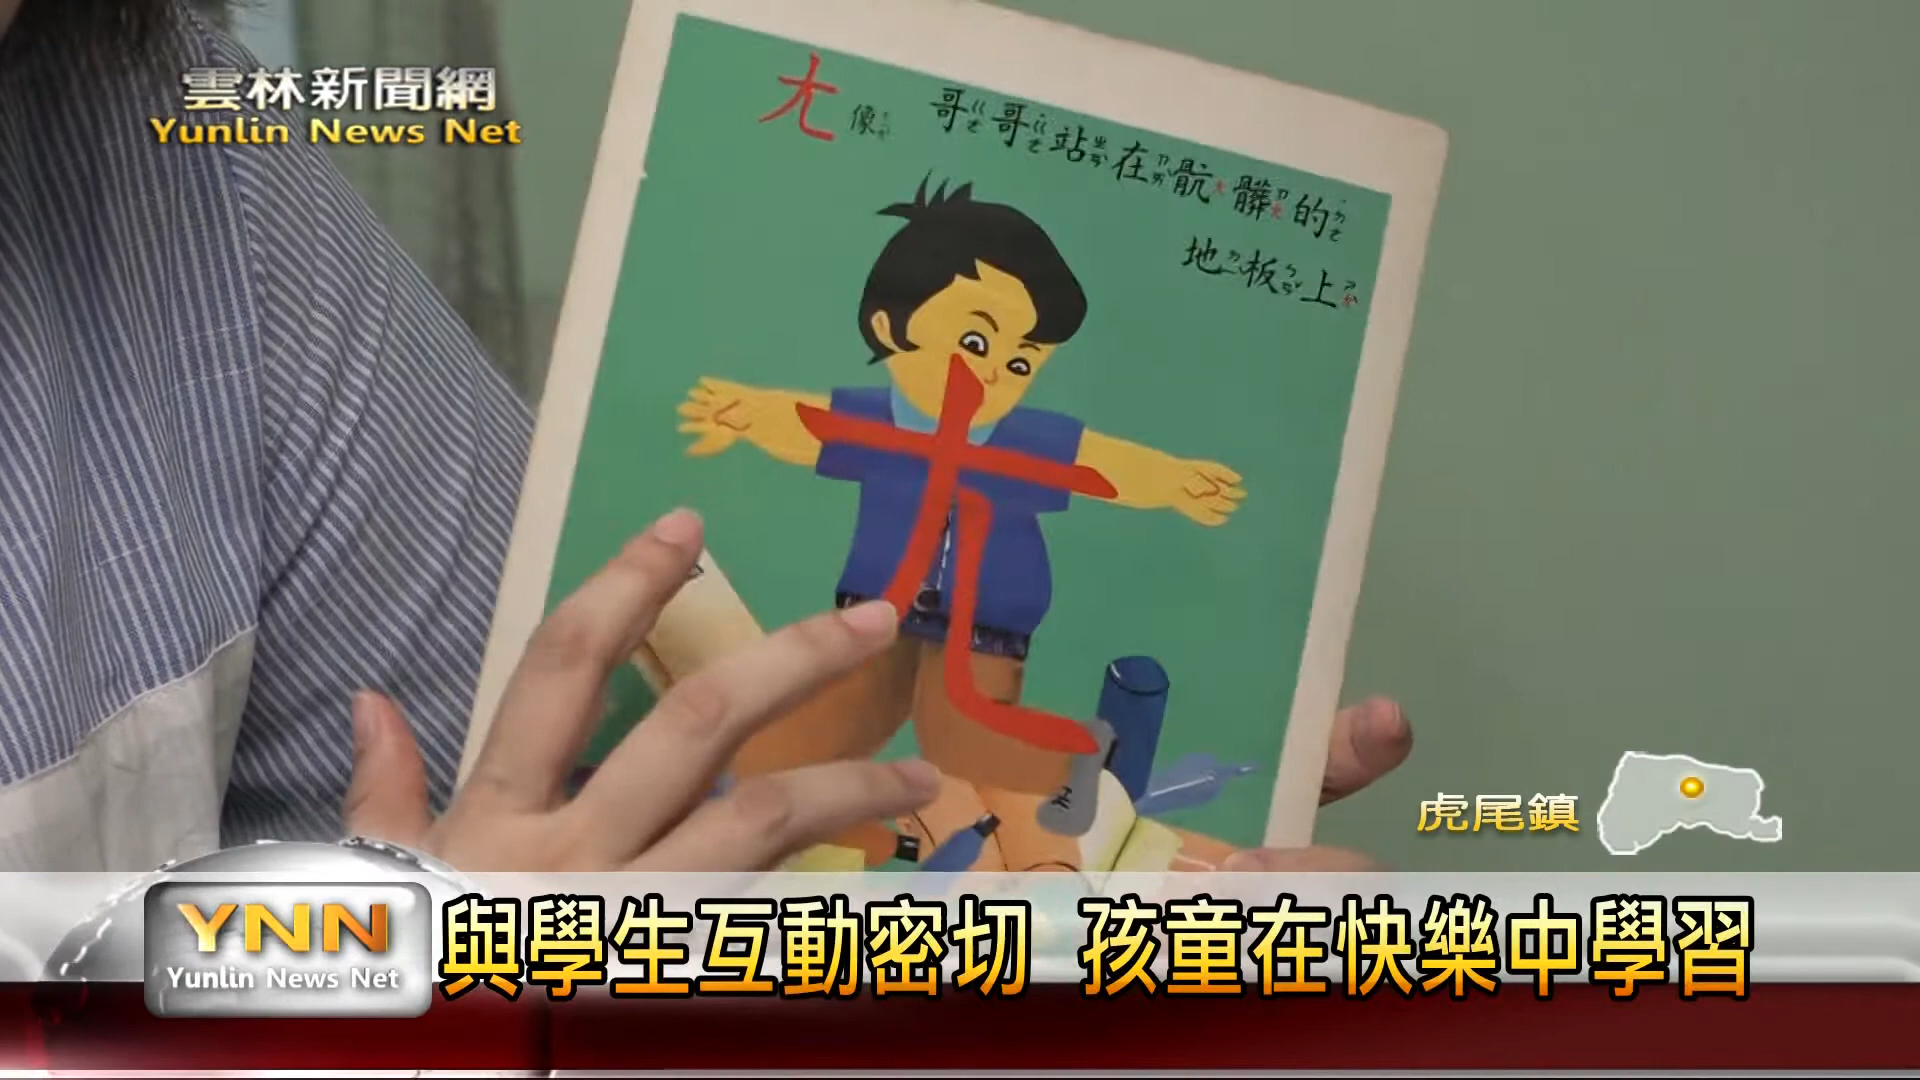 雲林新聞網
Yunlin News Net
ㄤ 像 哥哥站在骯髒的
地板上
虎尾鎮
YNN
Yunlin News Net
與學生互動密切 孩童在快樂中學習